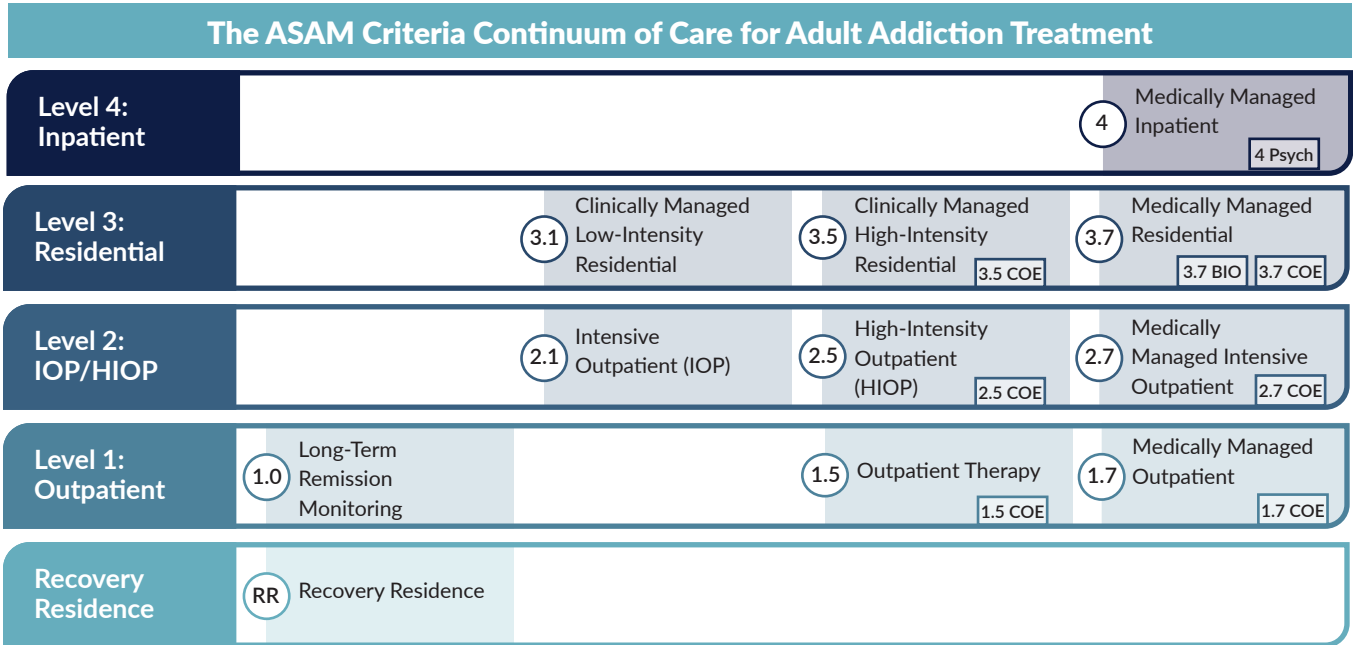 The ASAM Criteria Continuum of Care for Adult Addiction Treatment
Level 4:
Inpatient
4
Medically Managed
Inpatient
4 Psych
Level 3:
Residential
3.1
Clinically Managed
Low-Intensity
Residential
3.5
Clinically Managed
High-Intensity
Residential
3.5 COE
3.7
Medically Managed
Residential
3.7 BIO
3.7 COE
Level 2:
IOP/HIOP
2.1
Intensive
Outpatient (IOP)
2.5
High-Intensity
Outpatient
(HIOP)
2.5 COE
2.7
Medically
Managed Intensive
Outpatient
2.7 COE
Level 1:
Outpatient
1.0
Long-Term
Remission
Monitoring
1.5
Outpatient Therapy
1.5 COE
1.7
Medically Managed
Outpatient
1.7 COE
Recovery
Residence
RR
Recovery Residence